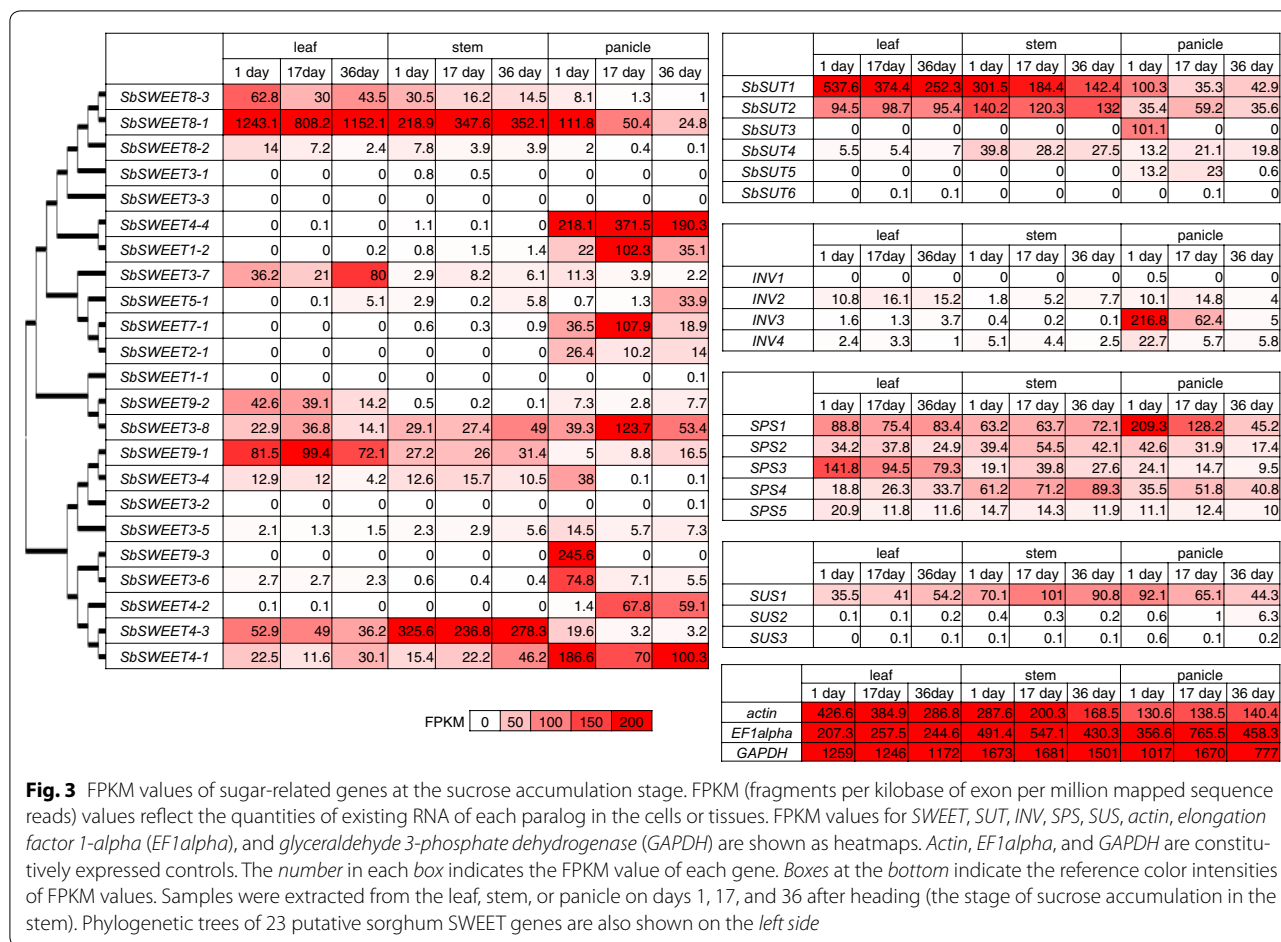 leaf stem panicle
1 day 17day 36day 1 day 17 day 36 day 1 day 17 day 36 day
SbSWEET8-3 62.8 30 43.5 30.5 16.2 14.5 8.1 1.3 1
SbSWEET8-1 1243.1 808.2 1152.1 218.9 347.6 352.1 111.8 50.4 24.8
SbSWEET8-2 14 7.2 2.4 7.8 3.9 3.9 2 0.4 0.1
SbSWEET3-1 0 0 0 0.8 0.5 0 0 0 0
SbSWEET3-3 0 0 0 0 0 0 0 0 0
SbSWEET4-4 0 0.1 0 1.1 0.1 0 218.1 371.5 190.3
SbSWEET1-2 0 0 0.2 0.8 1.5 1.4 22 102.3 35.1
SbSWEET3-7 36.2 21 80 2.9 8.2 6.1 11.3 3.9 2.2
SbSWEET5-1 0 0.1 5.1 2.9 0.2 5.8 0.7 1.3 33.9
SbSWEET7-1 0 0 0 0.6 0.3 0.9 36.5 107.9 18.9
SbSWEET2-1 0 0 0 0 0 0 26.4 10.2 14
SbSWEET1-1 0 0 0 0 0 0 0 0 0.1
SbSWEET9-2 42.6 39.1 14.2 0.5 0.2 0.1 7.3 2.8 7.7
SbSWEET3-8 22.9 36.8 14.1 29.1 27.4 49 39.3 123.7 53.4
SbSWEET9-1 81.5 99.4 72.1 27.2 26 31.4 5 8.8 16.5
SbSWEET3-4 12.9 12 4.2 12.6 15.7 10.5 38 0.1 0.1
SbSWEET3-2 0 0 0 0 0 0 0 0 0.1
SbSWEET3-5 2.1 1.3 1.5 2.3 2.9 5.6 14.5 5.7 7.3
SbSWEET9-3 0 0 0 0 0 0 245.6 0 0
SbSWEET3-6 2.7 2.7 2.3 0.6 0.4 0.4 74.8 7.1 5.5
SbSWEET4-2 0.1 0.1 0 0 0 0 1.4 67.8 59.1
SbSWEET4-3 52.9 49 36.2 325.6 236.8 278.3 19.6 3.2 3.2
SbSWEET4-1 22.5 11.6 30.1 15.4 22.2 46.2 186.6 70 100.3
FPKM 0 50 100 150 200
leaf stem panicle
1 day 17day 36day 1 day 17 day 36 day 1 day 17 day 36 day
SbSUT1 537.6 374.4 252.3 301.5 184.4 142.4 100.3 35.3 42.9
SbSUT2 94.5 98.7 95.4 140.2 120.3 132 35.4 59.2 35.6
SbSUT3 0 0 0 0 0 0 101.1 0 0
SbSUT4 5.5 5.4 7 39.8 28.2 27.5 13.2 21.1 19.8
SbSUT5 0 0 0 0 0 0 13.2 23 0.6
SbSUT6 0 0.1 0.1 0 0 0 0 0.1 0
leaf stem panicle
1 day 17day 36day 1 day 17 day 36 day 1 day 17 day 36 day
INV1 0 0 0 0 0 0 0.5 0 0
INV2 10.8 16.1 15.2 1.8 5.2 7.7 10.1 14.8 4
INV3 1.6 1.3 3.7 0.4 0.2 0.1 216.8 62.4 5
INV4 2.4 3.3 1 5.1 4.4 2.5 22.7 5.7 5.8
leaf stem panicle
1 day 17day 36day 1 day 17 day 36 day 1 day 17 day 36 day
SPS1 88.8 75.4 83.4 63.2 63.7 72.1 209.3 128.2 45.2
SPS2 34.2 37.8 24.9 39.4 54.5 42.1 42.6 31.9 17.4
SPS3 141.8 94.5 79.3 19.1 39.8 27.6 24.1 14.7 9.5
SPS4 18.8 26.3 33.7 61.2 71.2 89.3 35.5 51.8 40.8
SPS5 20.9 11.8 11.6 14.7 14.3 11.9 11.1 12.4 10
leaf stem panicle
1 day 17day 36day 1 day 17 day 36 day 1 day 17 day 36 day
SUS1 35.5 41 54.2 70.1 101 90.8 92.1 65.1 44.3
SUS2 0.1 0.1 0.2 0.4 0.3 0.2 0.6 1 6.3
SUS3 0 0.1 0.1 0.1 0.1 0.1 0.6 0.1 0.2
leaf stem panicle
1 day 17day 36day 1 day 17 day 36 day 1 day 17 day 36 day
actin 426.6 384.9 286.8 287.6 200.3 168.5 130.6 138.5 140.4
EF1alpha 207.3 257.5 244.6 491.4 547.1 430.3 356.6 765.5 458.3
GAPDH 1259 1246 1172 1673 1681 1501 1017 1670 777
Fig. 3 FPKM values of sugar-related genes at the sucrose accumulation stage. FPKM (fragments per kilobase of exon per million mapped sequence
reads) values reflect the quantities of existing RNA of each paralog in the cells or tissues. FPKM values for SWEET, SUT, INV, SPS, SUS, actin, elongation
factor 1-alpha (EF1alpha), and glyceraldehyde 3-phosphate dehydrogenase (GAPDH) are shown as heatmaps. Actin, EF1alpha, and GAPDH are constitu-
tively expressed controls. The number in each box indicates the FPKM value of each gene. Boxes at the bottom indicate the reference color intensities
of FPKM values. Samples were extracted from the leaf, stem, or panicle on days 1, 17, and 36 after heading (the stage of sucrose accumulation in the
stem). Phylogenetic trees of 23 putative sorghum SWEET genes are also shown on the left side